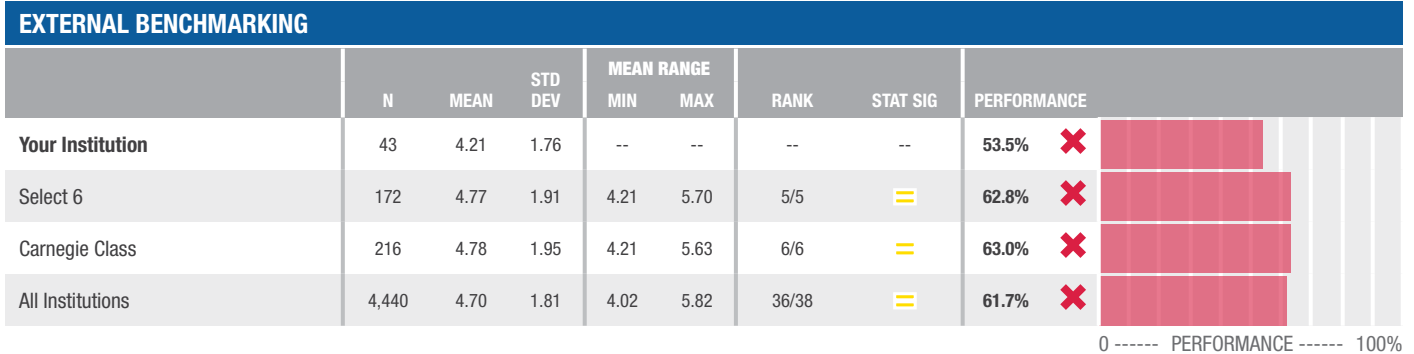 EXTERNAL BENCHMARKING
N MEAN STD DEV MEAN RANGE MIN MAX RANK STAT SIG PERFORMANCE
Your Institution 43 4.21 1.76 -- -- -- -- 53.5%
Select 6 172 4.77 1.91 4.21 5.70 5/5 = 62.8%
Carnegie Class 216 4.78 1.95 4.21 5.63 6/6 = 63.0%
All Institutions 4,440 4.70 1.81 4.02 5.82 36/38 = 61.7%
0 ------ PERFORMANCE ------ 100%